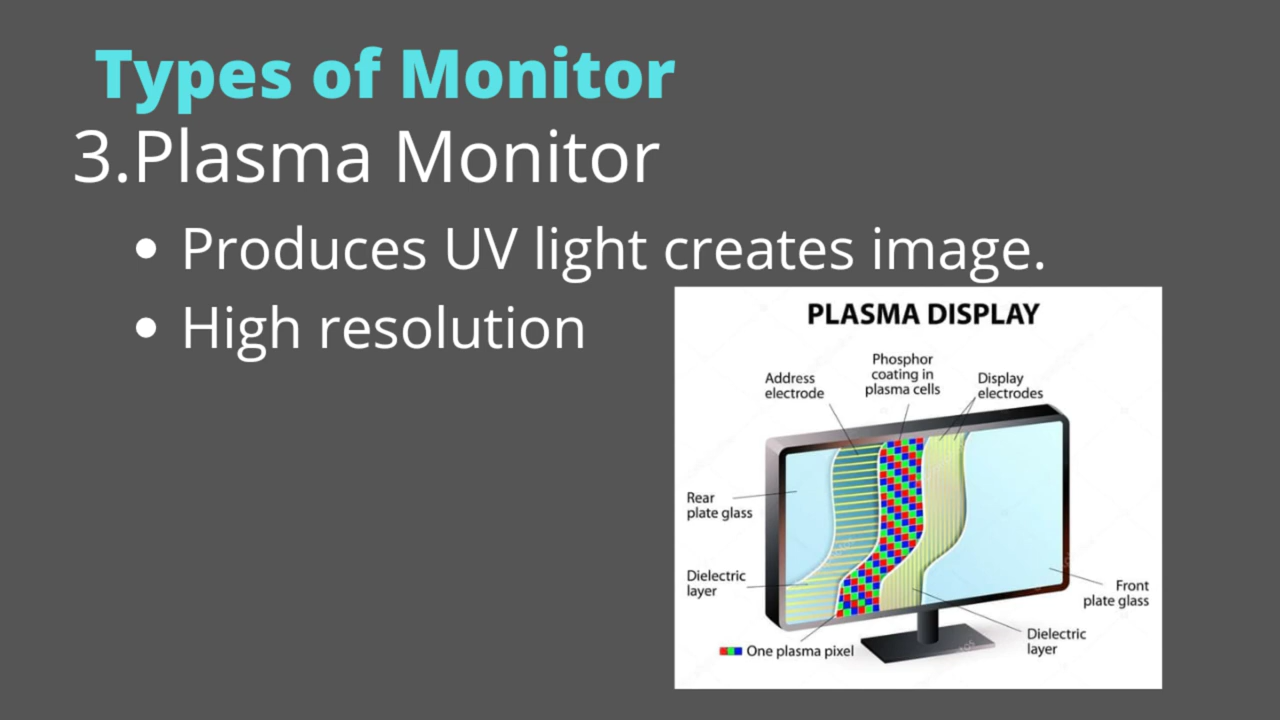 Types of Monitor
3.Plasma Monitor
• Produces UV light creates image.
• High resolution
PLASMA DISPLAY
Address
electrode
Phosphor
coating in
plasma cells
Display
electrodes
Rear
plate glass
Dielectric
layer
Front
plate glass
Dielectric
layer
One plasma pixel